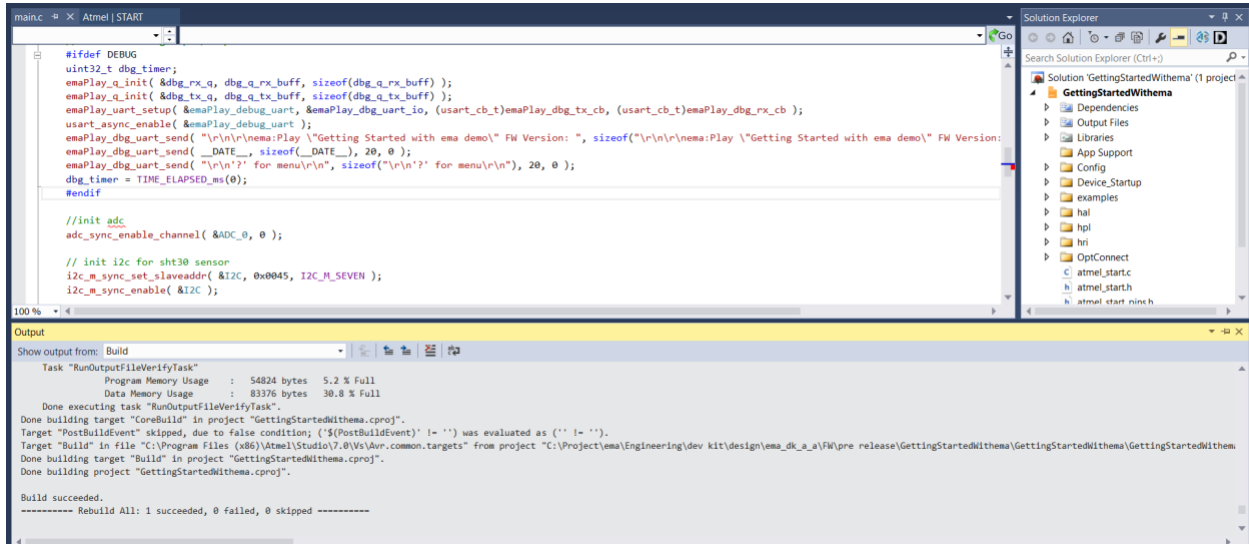 main.c Atmel | START
Go
#ifdef DEBUG
uint32_t dbg_timer;
emaPlay_q_init( &dbg_rx_q, dbg_q_rx_buff, sizeof(dbg_q_rx_buff) );
emaPlay_q_init( &dbg_tx_q, dbg_q_tx_buff, sizeof(dbg_q_tx_buff) );
emaPlay_uart_setup( &emaPlay_debug_uart, &emaPlay_dbg_uart_io, (usart_cb_t)emaPlay_dbg_tx_cb, (usart_cb_t)emaPlay_dbg_rx_cb );
usart_async_enable( &emaPlay_debug_uart );
emaPlay_dbg_uart_send( "\r\n\r\nema:Play \"Getting Started with ema demo\" FW Version: ", sizeof("\r\n\r\nema:Play \"Getting Started with ema demo\" FW Version:
emaPlay_dbg_uart_send( __DATE__, sizeof(__DATE__), 20, 0 );
emaPlay_dbg_uart_send( "\r\n'?' for menu\r\n", sizeof("\r\n'?' for menu\r\n"), 20, 0 );
dbg_timer = TIME_ELAPSED_ms(0);
#endif
//init adc
adc_sync_enable_channel( &ADC_0, 0 );
// init i2c for sht30 sensor
i2c_m_sync_set_slaveaddr( &I2C, 0x0045, I2C_M_SEVEN );
i2c_m_sync_enable( &I2C );
100 %
Solution Explorer
Search Solution Explorer (Ctrl+;)
Solution 'GettingStartedWithema' (1 project
GettingStartedWithema
Dependencies
Output Files
Libraries
App Support
Config
Device_Startup
examples
hal
hpl
hri
OptConnect
atmel_start.c
atmel_start.h
atmel_start_pins.h
Output
Show output from: Build
Task "RunOutputFileVerifyTask"
Program Memory Usage : 54824 bytes 5.2 % Full
Data Memory Usage : 83376 bytes 30.8 % Full
Done executing task "RunOutputFileVerifyTask".
Done building target "CoreBuild" in project "GettingStartedWithema.cproj".
Target "PostBuildEvent" skipped, due to false condition; ('$(PostBuildEvent)' != '') was evaluated as ('' != '').
Target "Build" in file "C:\Program Files (x86)\Atmel\Studio\7.0\Vs\Avr.common.targets" from project "C:\Project\ema\Engineering\dev kit\design\ema_dk_a_a\FW\pre release\GettingStartedWithema\GettingStartedWithema\GettingStartedWithema
Done building target "Build" in project "GettingStartedWithema.cproj".
Done building project "GettingStartedWithema.cproj".
Build succeeded.
========== Rebuild All: 1 succeeded, 0 failed, 0 skipped ==========